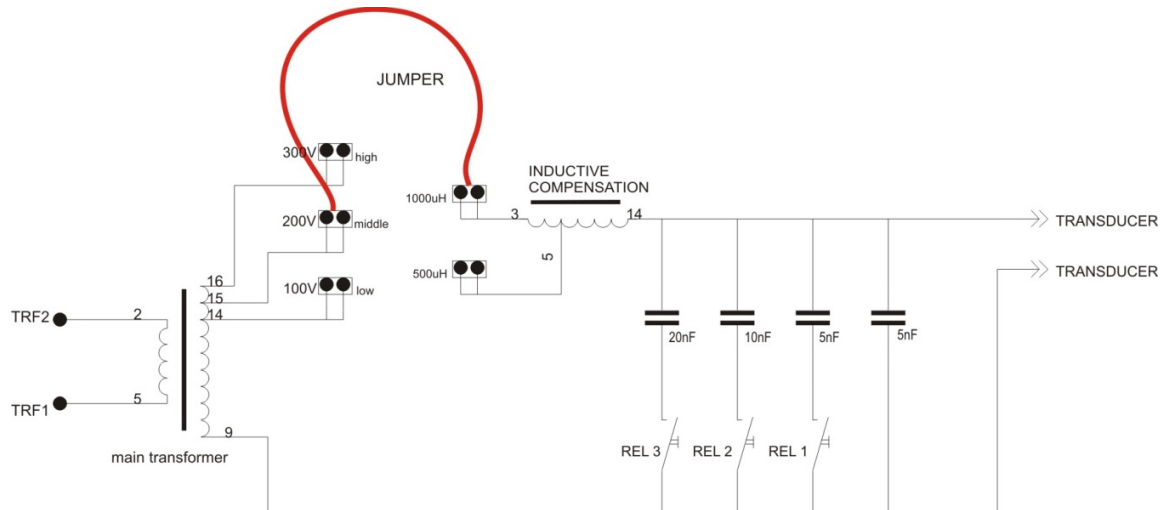 JUMPER
300V
high
INDUCTIVE
COMPENSATION
1000uH
3
14
200V
middle
TRANSDUCER
5
500uH
TRANSDUCER
16
15
14
100V
low
TRF2
2
20nF
10nF
5nF
5nF
TRF1
5
9
REL 3
REL 2
REL 1
main transformer